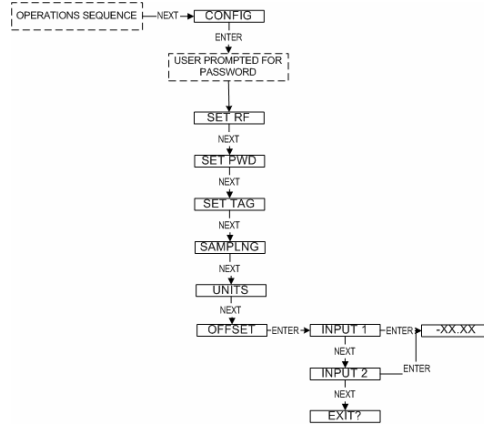 OPERATIONS SEQUENCE
NEXT
CONFIG
ENTER
USER PROMPTED FOR
PASSWORD
SET RF
NEXT
SET PWD
NEXT
SET TAG
NEXT
SAMPLNG
NEXT
UNITS
NEXT
OFFSET
ENTER
INPUT 1
ENTER
-XX.XX
NEXT
INPUT 2
ENTER
NEXT
EXIT?